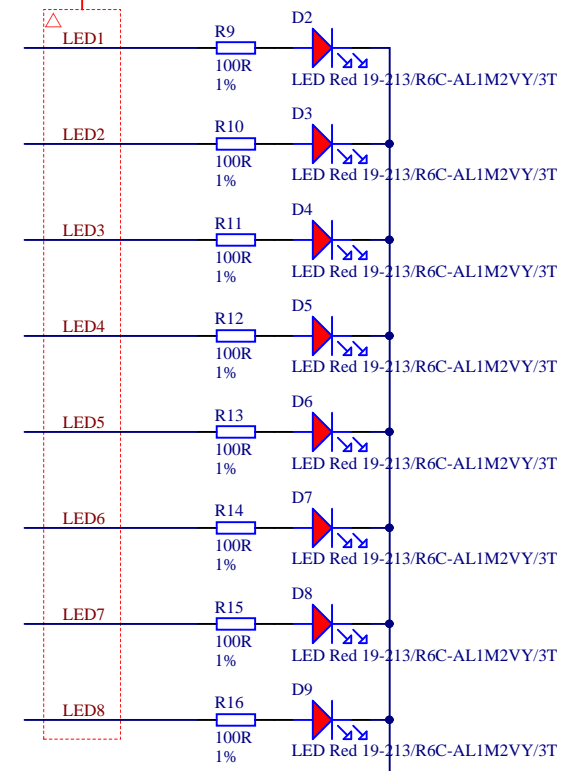 D2
LED1
R9
100R
1%
LED Red 19-213/R6C-AL1M2VY/3T
D3
LED2
R10
100R
1%
LED Red 19-213/R6C-AL1M2VY/3T
D4
LED3
R11
100R
1%
LED Red 19-213/R6C-AL1M2VY/3T
D5
LED4
R12
100R
1%
LED Red 19-213/R6C-AL1M2VY/3T
D6
LED5
R13
100R
1%
LED Red 19-213/R6C-AL1M2VY/3T
D7
LED6
R14
100R
1%
LED Red 19-213/R6C-AL1M2VY/3T
D8
LED7
R15
100R
1%
LED Red 19-213/R6C-AL1M2VY/3T
D9
LED8
R16
100R
1%
LED Red 19-213/R6C-AL1M2VY/3T